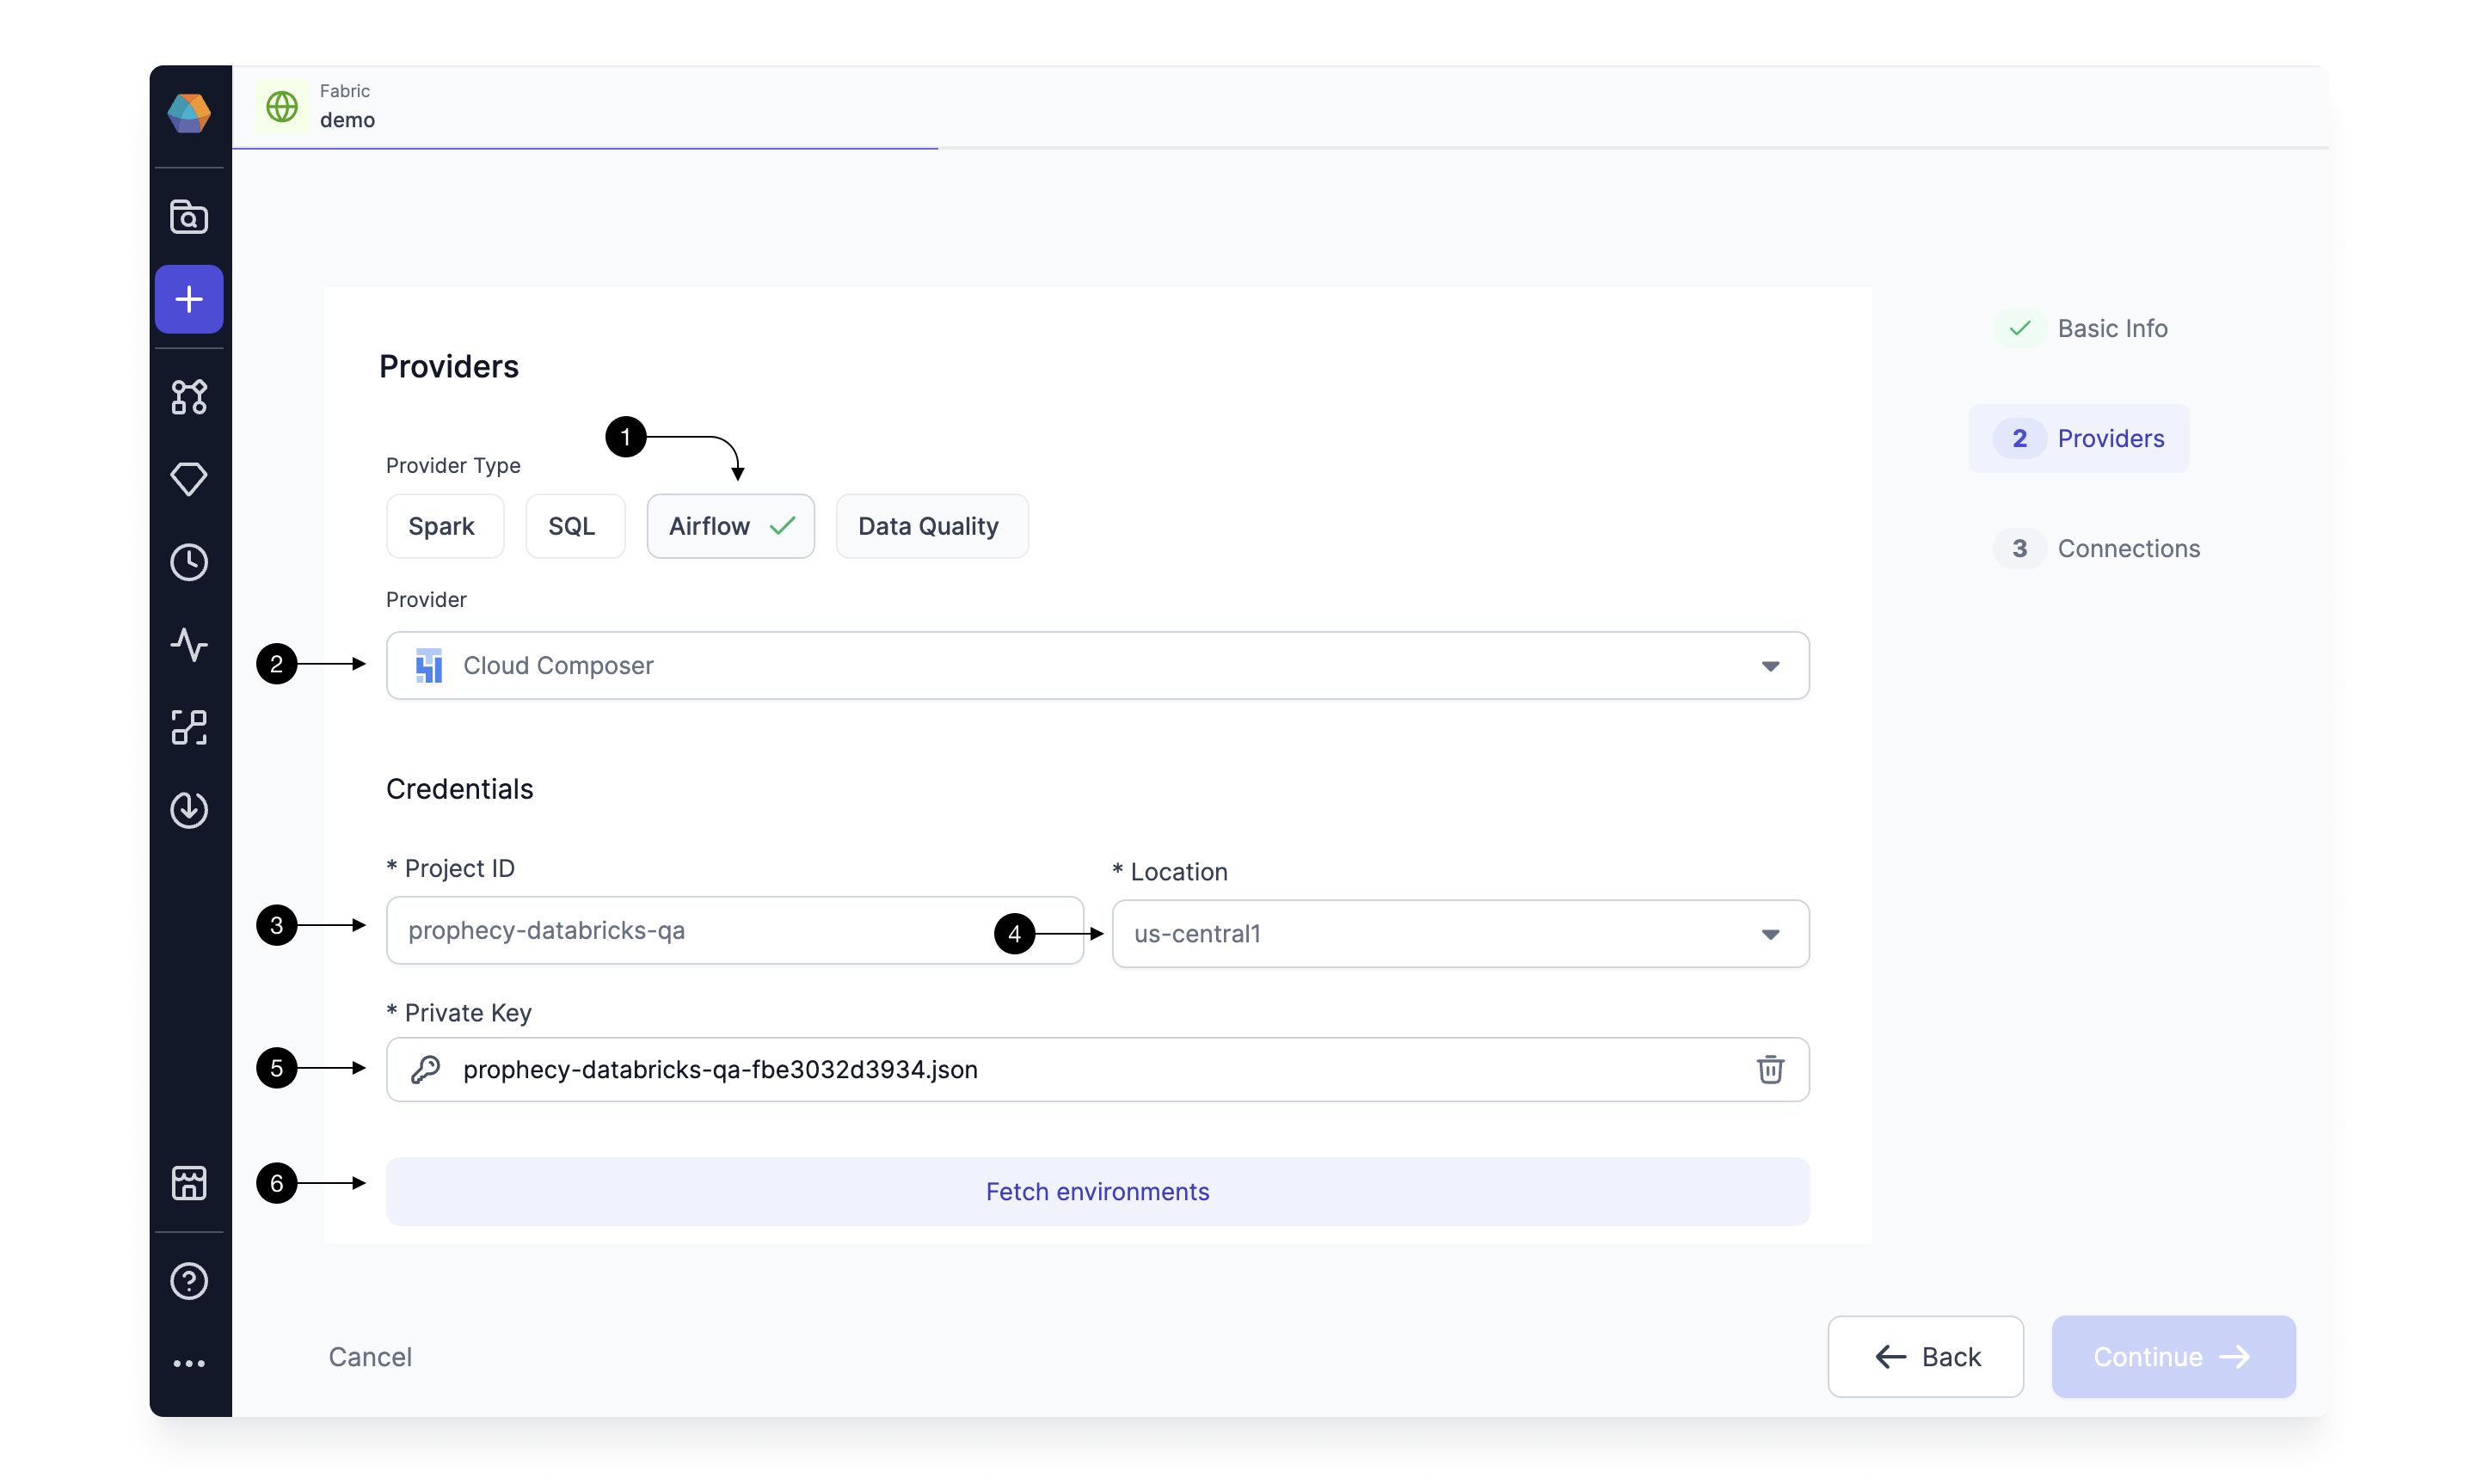 Fabric
demo
Providers
Basic Info
2 Providers
3 Connections
1
Provider Type
Spark SQL Airflow Data Quality
Provider
2 Cloud Composer
Credentials
* Project ID * Location
3 prophecy-databricks-qa 4 us-central1
* Private Key
5 prophecy-databricks-qa-fbe3032d3934.json
6 Fetch environments
Cancel Back Continue